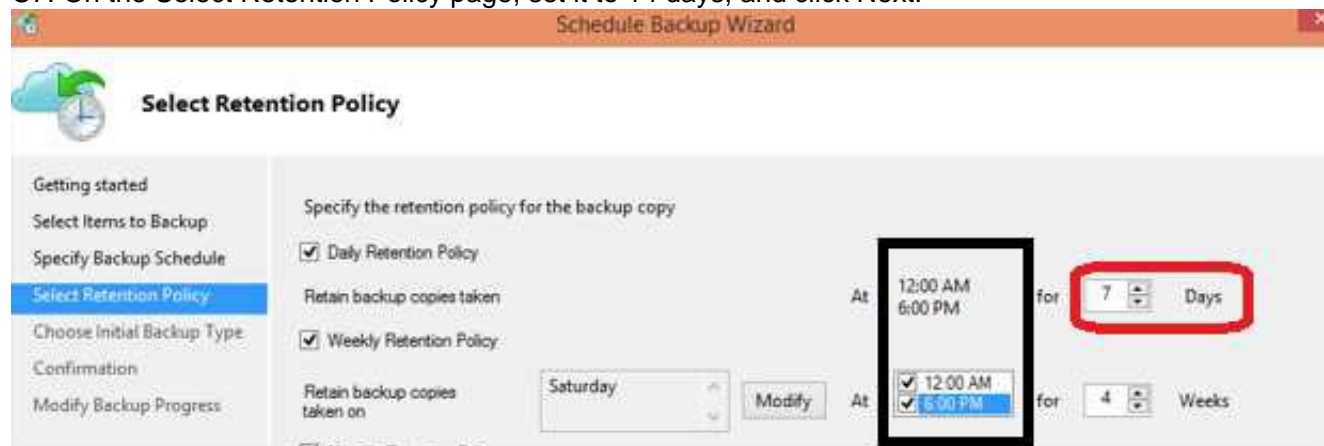 Schedule Backup Wizard
Select Retention Policy
Getting started
Select Items to Backup
Specify Backup Schedule
Select Retention Policy
Choose Initial Backup Type
Confirmation
Modify Backup Progress
Specify the retention policy for the backup copy
Daily Retention Policy
Retain backup copies taken At 12:00 AM for 7 Days
6:00 PM
Weekly Retention Policy
Retain backup copies taken on Saturday Modify At 12:00 AM for 4 Weeks
6:00 PM